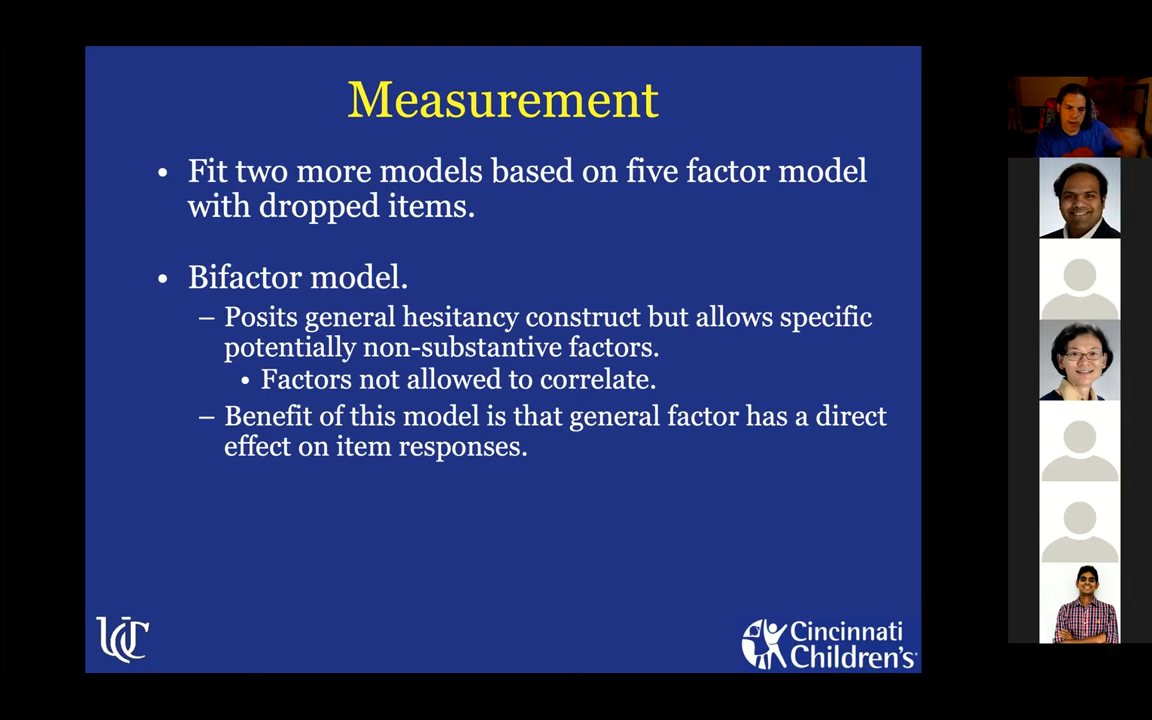 Measurement
• Fit two more models based on five factor model
with dropped items.
• Bifactor model.
– Posits general hesitancy construct but allows specific
potentially non-substantive factors.
• Factors not allowed to correlate.
– Benefit of this model is that general factor has a direct
effect on item responses.
UC
Cincinnati
Children's